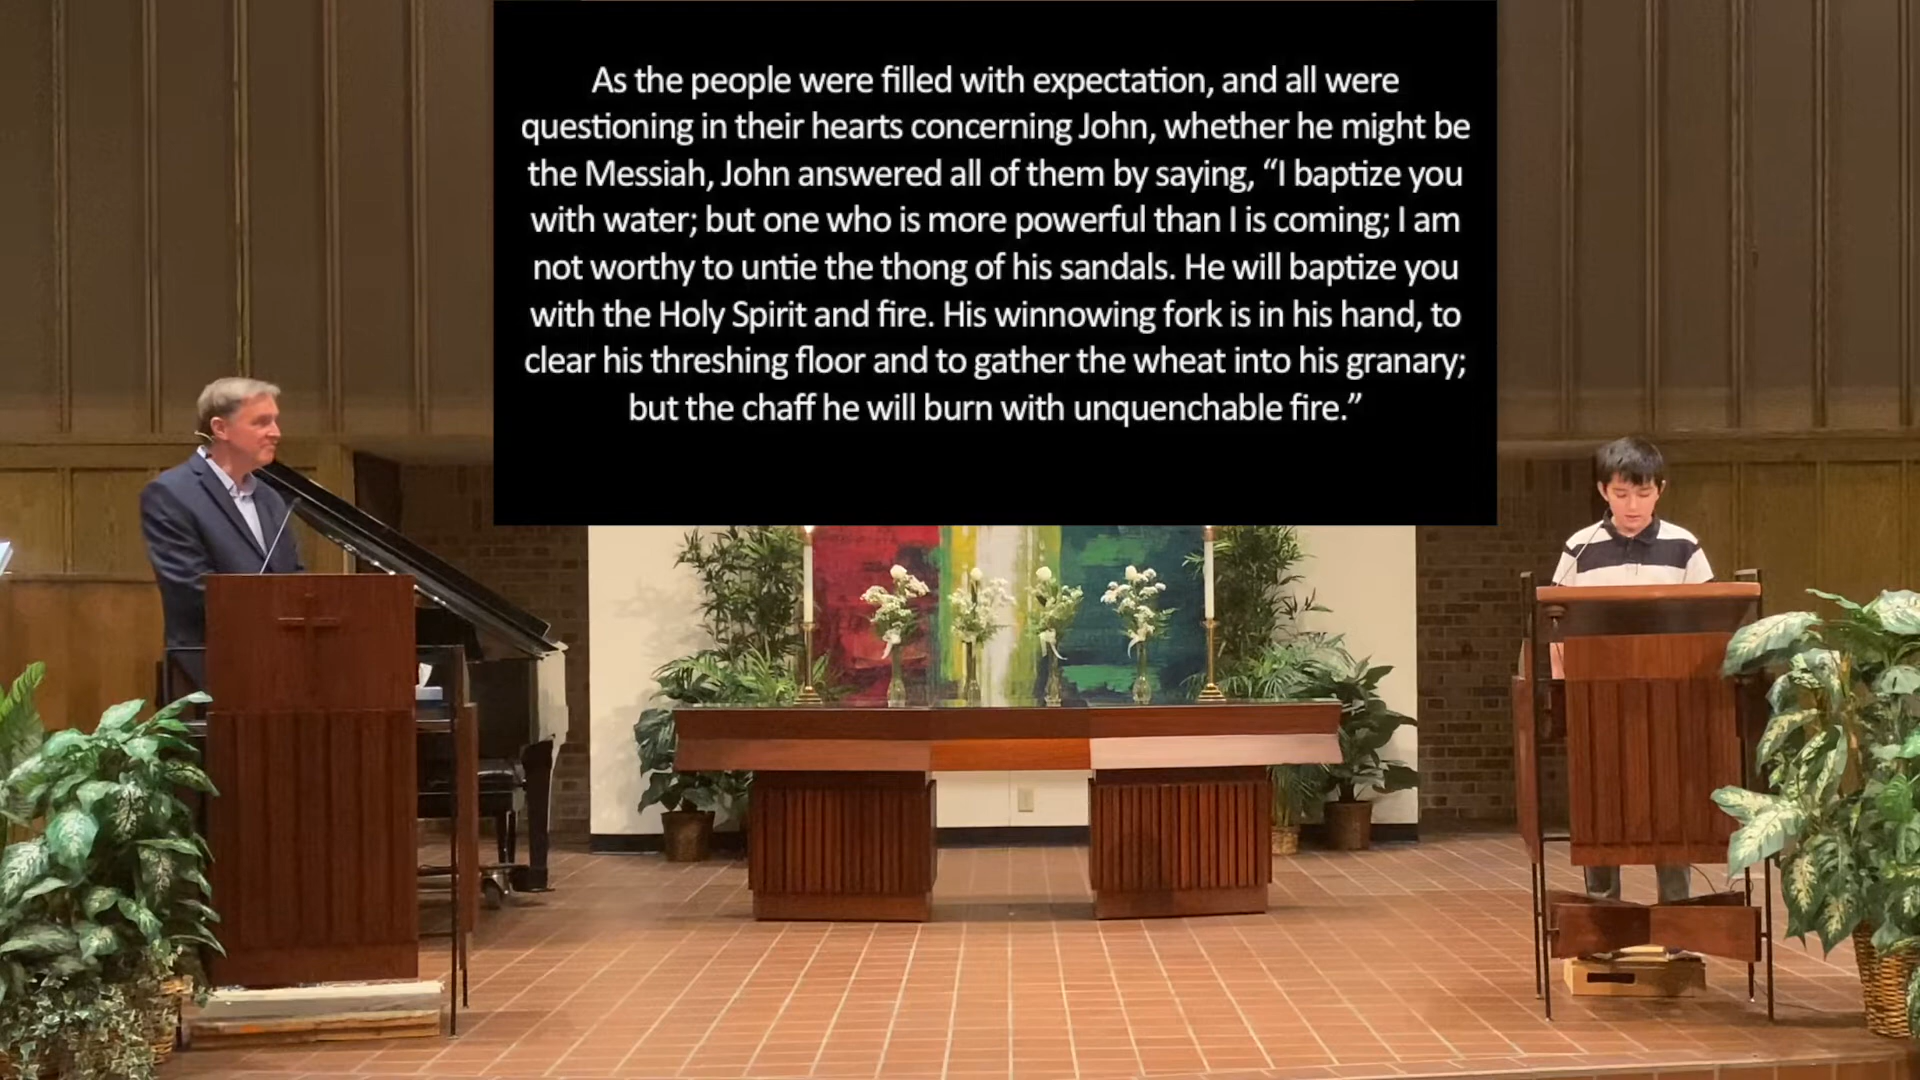 As the people were filled with expectation, and all were
questioning in their hearts concerning John, whether he might be
the Messiah, John answered all of them by saying, “I baptize you
with water; but one who is more powerful than I is coming; I am
not worthy to untie the thong of his sandals. He will baptize you
with the Holy Spirit and fire. His winnowing fork is in his hand, to
clear his threshing floor and to gather the wheat into his granary;
but the chaff he will burn with unquenchable fire.”